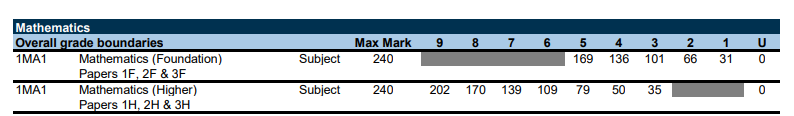 Mathematics
Overall grade boundaries Max Mark 9 8 7 6 5 4 3 2 1 U
1MA1 Mathematics (Foundation) Subject 240 169 136 101 66 31 0
Papers 1F, 2F & 3F
1MA1 Mathematics (Higher) Subject 240 202 170 139 109 79 50 35 0
Papers 1H, 2H & 3H